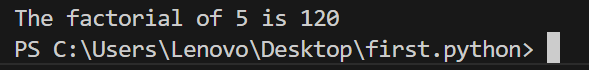 The factorial of 5 is 120
PS C:\Users\Lenovo\Desktop\first.python>